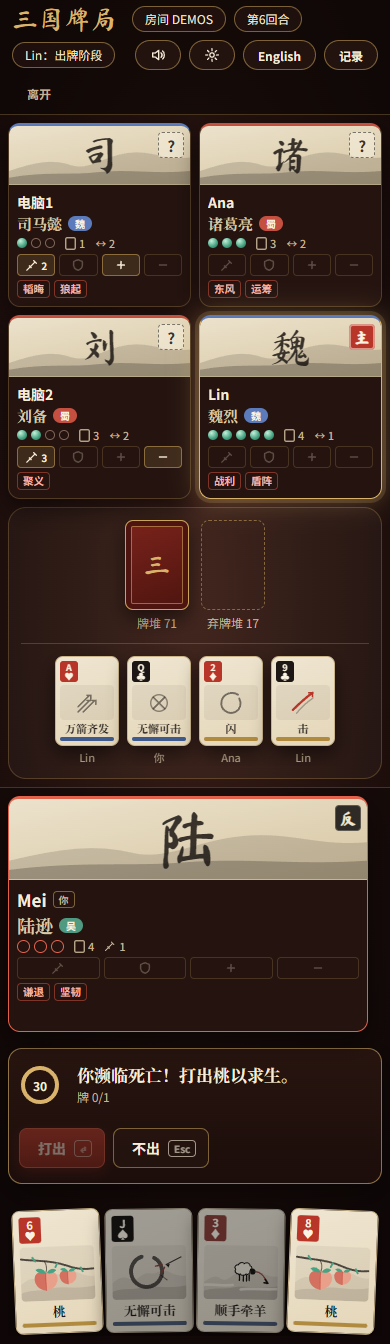 三国牌局
房间 DEMOS
第6回合
Lin：出牌阶段
English
记录
离开
司
?
电脑1
司马懿 魏
1 ↔ 2
2 + −
韬晦 狼起
诸
?
Ana
诸葛亮 蜀
3 ↔ 2
+ −
东风 运筹
刘
?
电脑2
刘备 蜀
3 ↔ 2
3 + −
聚义
魏
主
Lin
魏烈 魏
4 ↔ 1
+ −
战利 盾阵
三
牌堆 71
弃牌堆 17
A♥
万箭齐发
Lin
Q♣
无懈可击
你
2♦
闪
Ana
9♣
击
Lin
陆
反
Mei 你
陆逊 吴
4 1
+ −
谦退 坚韧
30
你濒临死亡！打出桃以求生。
牌 0/1
打出
不出 Esc
6♥
桃
J♠
无懈可击
3♦
顺手牵羊
8♥
桃